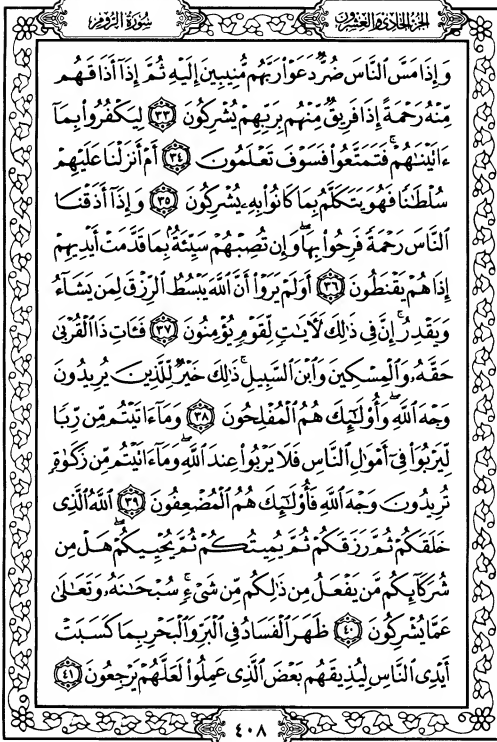 الجزء الحادي والعشرون سورة الروم
وَإِذَا مَسَّ ٱلنَّاسَ ضُرٌّ دَعَوْا۟ رَبَّهُم مُّنِيبِينَ إِلَيْهِ ثُمَّ إِذَآ أَذَاقَهُم
مِّنْهُ رَحْمَةً إِذَا فَرِيقٌ مِّنْهُم بِرَبِّهِمْ يُشْرِكُونَ ٣٣ لِيَكْفُرُوا۟ بِمَآ
ءَاتَيْنَٰهُمْ ۚ فَتَمَتَّعُوا۟ فَسَوْفَ تَعْلَمُونَ ٣٤ أَمْ أَنزَلْنَا عَلَيْهِمْ
سُلْطَٰنًا فَهُوَ يَتَكَلَّمُ بِمَا كَانُوا۟ بِهِۦ يُشْرِكُونَ ٣٥ وَإِذَآ أَذَقْنَا
ٱلنَّاسَ رَحْمَةً فَرِحُوا۟ بِهَا ۖ وَإِن تُصِبْهُمْ سَيِّئَةٌۢ بِمَا قَدَّمَتْ أَيْدِيهِمْ
إِذَا هُمْ يَقْنَطُونَ ٣٦ أَوَلَمْ يَرَوْا۟ أَنَّ ٱللَّهَ يَبْسُطُ ٱلرِّزْقَ لِمَن يَشَآءُ
وَيَقْدِرُ ۚ إِنَّ فِى ذَٰلِكَ لَءَايَٰتٍ لِّقَوْمٍ يُؤْمِنُونَ ٣٧ فَـَٔاتِ ذَا ٱلْقُرْبَىٰ
حَقَّهُۥ وَٱلْمِسْكِينَ وَٱبْنَ ٱلسَّبِيلِ ۚ ذَٰلِكَ خَيْرٌ لِّلَّذِينَ يُرِيدُونَ
وَجْهَ ٱللَّهِ ۖ وَأُو۟لَٰٓئِكَ هُمُ ٱلْمُفْلِحُونَ ٣٨ وَمَآ ءَاتَيْتُم مِّن رِّبًا
لِّيَرْبُوَا۟ فِىٓ أَمْوَٰلِ ٱلنَّاسِ فَلَا يَرْبُوا۟ عِندَ ٱللَّهِ ۖ وَمَآ ءَاتَيْتُم مِّن زَكَوٰةٍ
تُرِيدُونَ وَجْهَ ٱللَّهِ فَأُو۟لَٰٓئِكَ هُمُ ٱلْمُضْعِفُونَ ٣٩ ٱللَّهُ ٱلَّذِى
خَلَقَكُمْ ثُمَّ رَزَقَكُمْ ثُمَّ يُمِيتُكُمْ ثُمَّ يُحْيِيكُمْ ۖ هَلْ مِن
شُرَكَآئِكُم مَّن يَفْعَلُ مِن ذَٰلِكُم مِّن شَىْءٍ ۚ سُبْحَٰنَهُۥ وَتَعَٰلَىٰ
عَمَّا يُشْرِكُونَ ٤٠ ظَهَرَ ٱلْفَسَادُ فِى ٱلْبَرِّ وَٱلْبَحْرِ بِمَا كَسَبَتْ
أَيْدِى ٱلنَّاسِ لِيُذِيقَهُم بَعْضَ ٱلَّذِى عَمِلُوا۟ لَعَلَّهُمْ يَرْجِعُونَ ٤١
٤٠٨